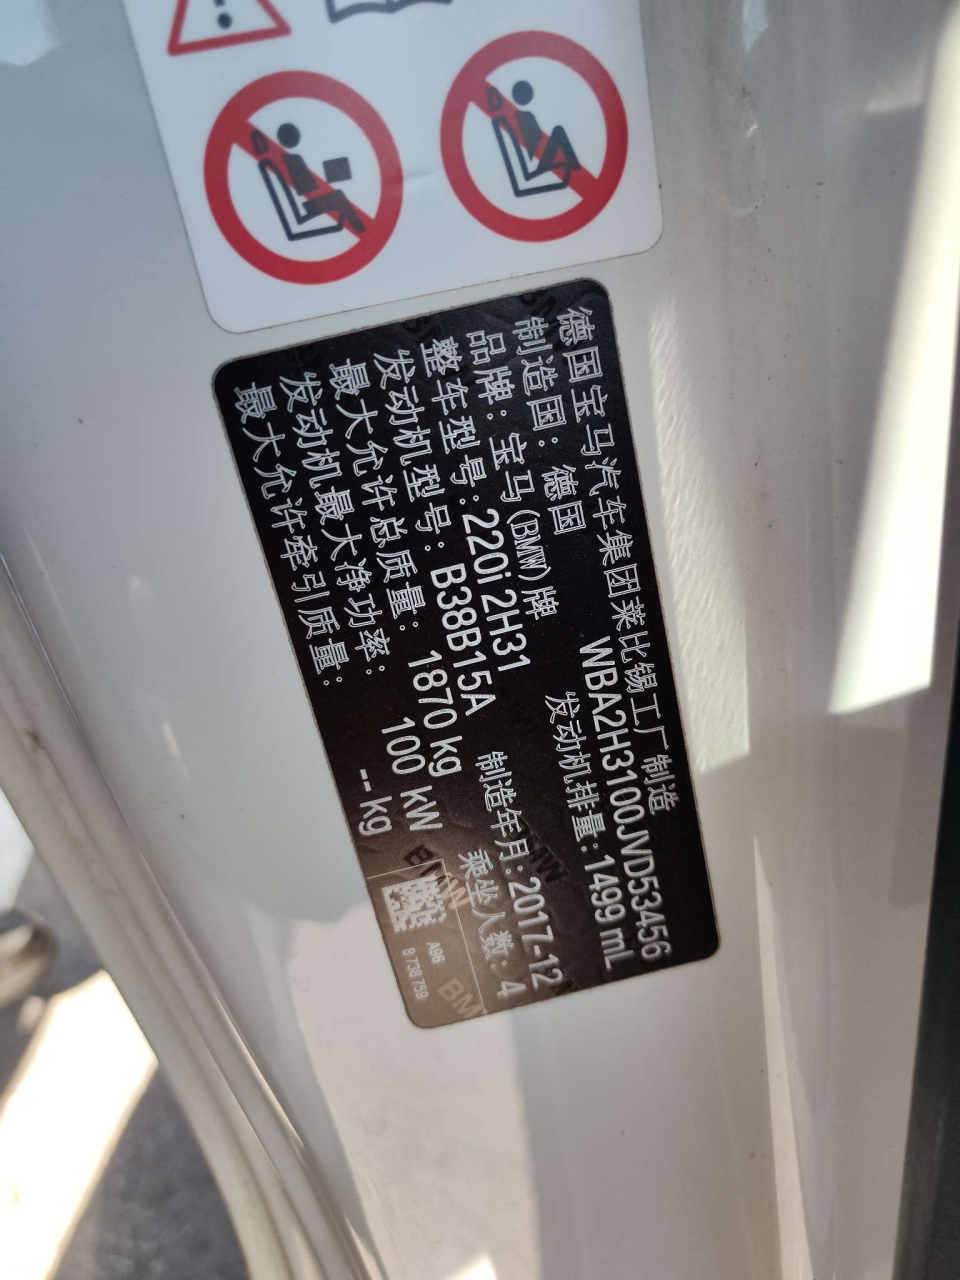 德国宝马汽车集团莱比锡工厂制造
制造国：德国 WBA2H3100JVD53456
品牌：宝马(BMW)牌 发动机排量：1499 mL
整车型号：220i 2H31
发动机型号：B38B15A 制造年月：2017-12
最大允许总质量：1870 kg 乘坐人数：4
发动机最大净功率：100 kW
最大允许牵引质量：-- kg
A96
8 738 759
BMW